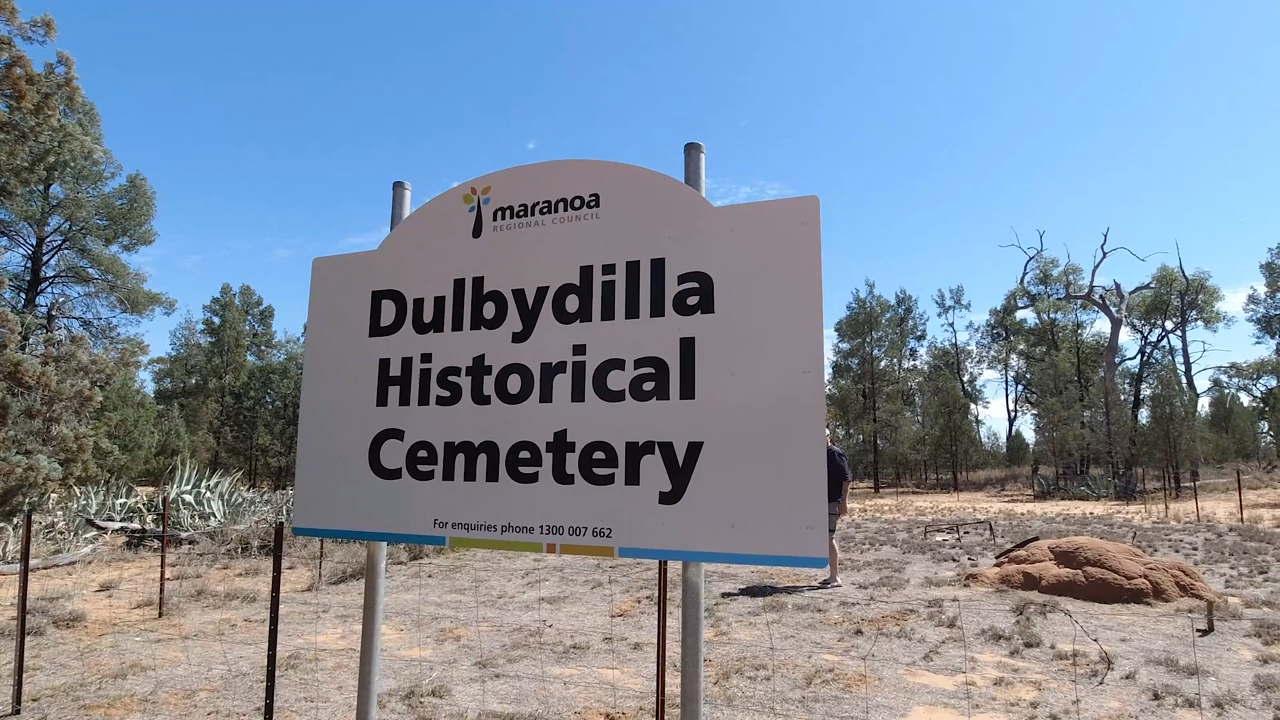 maranoa
REGIONAL COUNCIL
Dulbydilla
Historical
Cemetery
For enquiries phone 1300 007 662